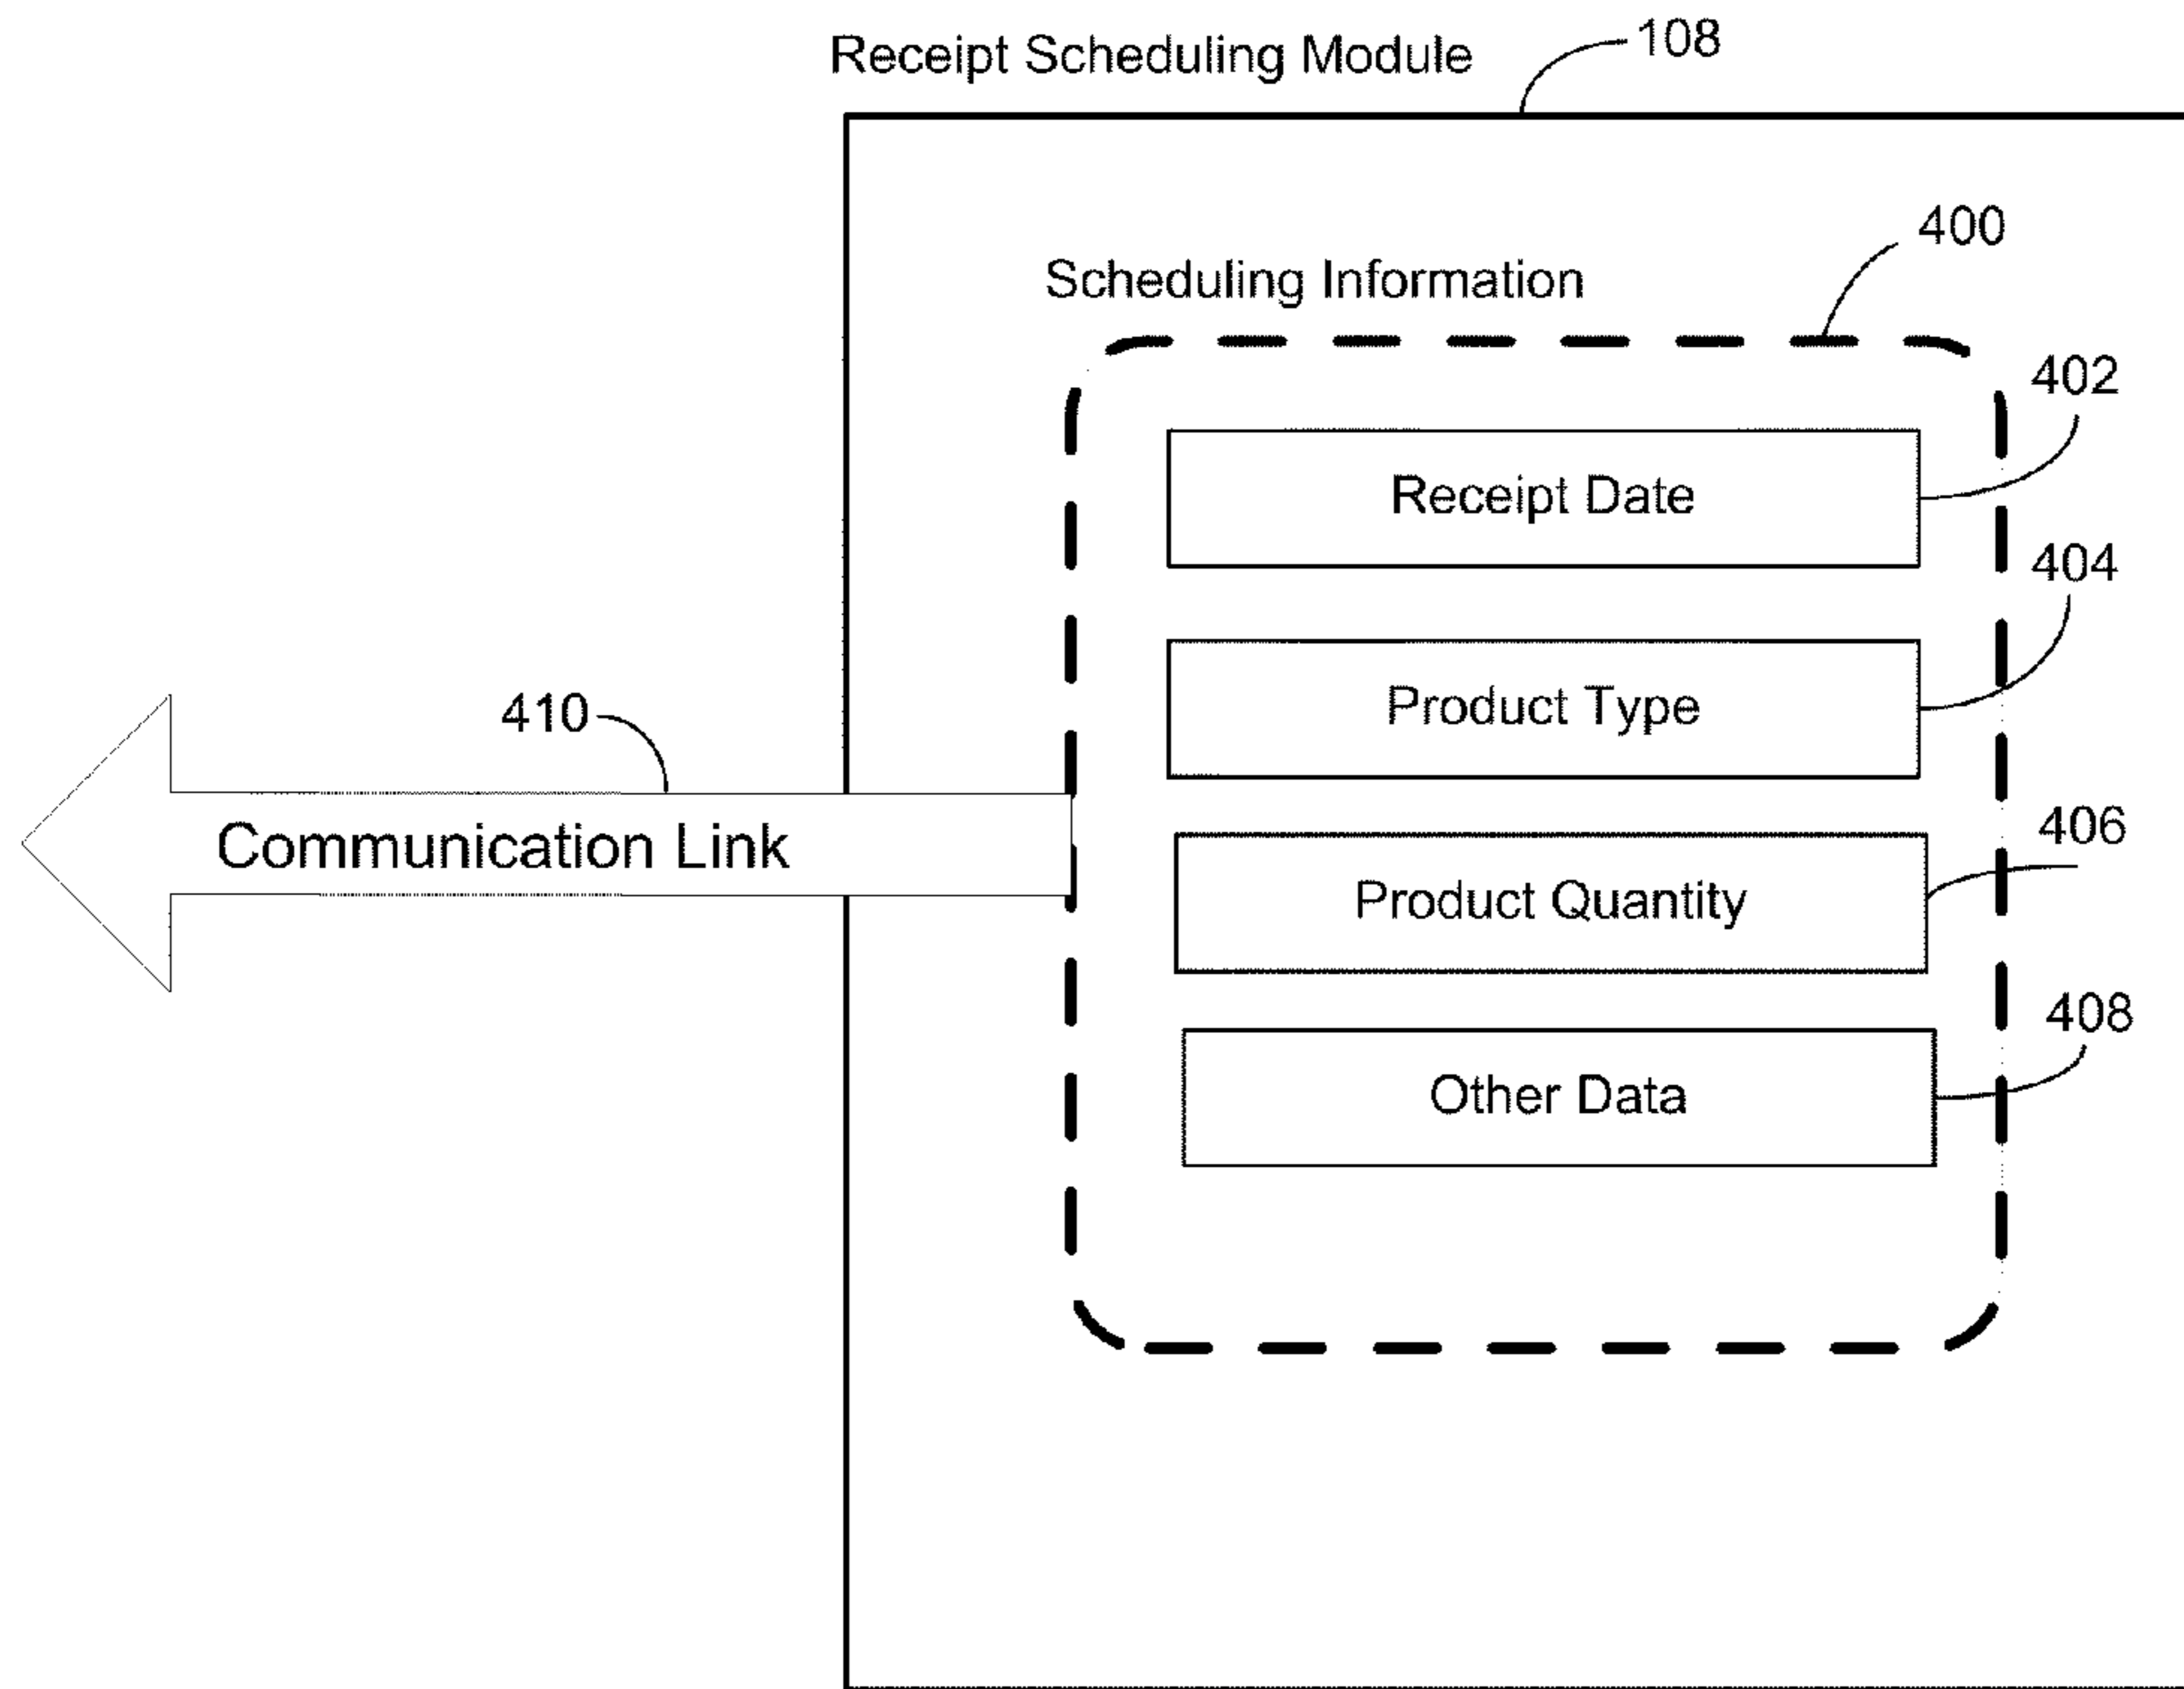 Receipt Scheduling Module
108
400
Scheduling Information
402
Receipt Date
404
Product Type
410
Communication Link
406
Product Quantity
408
Other Data